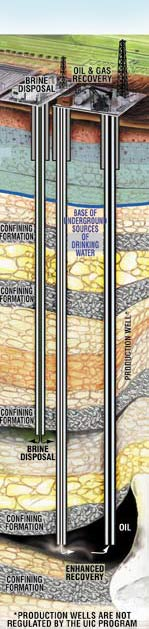 BRINE
DISPOSAL
OIL & GAS
RECOVERY
BASE OF
UNDERGROUND
SOURCES
OF
DRINKING
WATER
CONFINING
FORMATION
CONFINING
FORMATION
PRODUCTION WELL*
CONFINING
FORMATION
BRINE
DISPOSAL
CONFINING
FORMATION
OIL
ENHANCED
RECOVERY
CONFINING
FORMATION
*PRODUCTION WELLS ARE NOT
REGULATED BY THE UIC PROGRAM